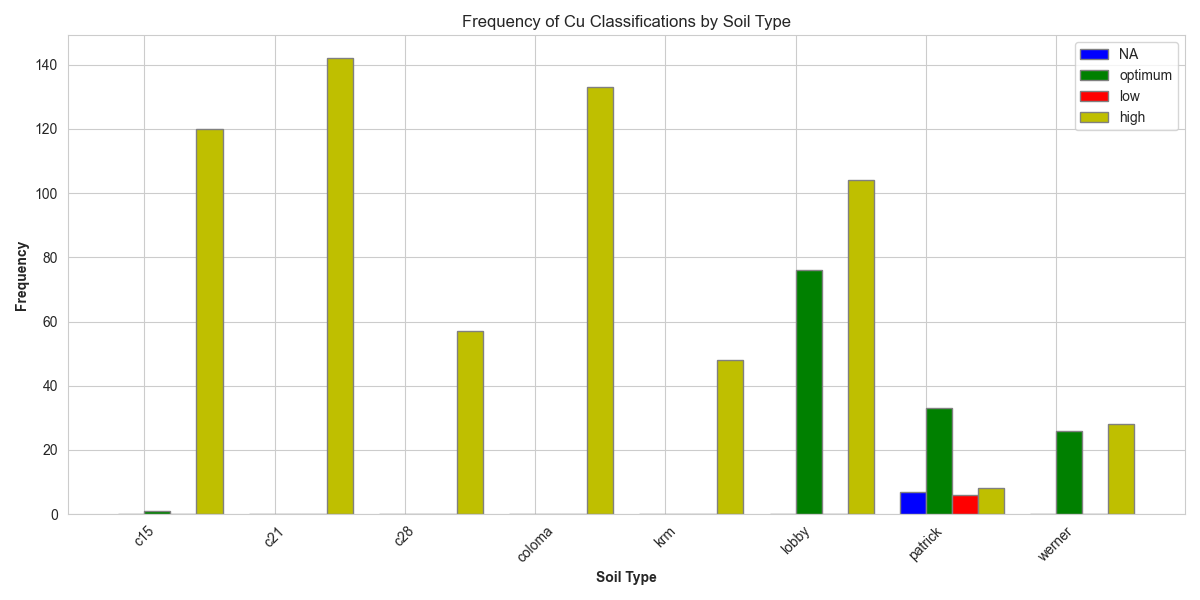 Frequency of Cu Classifications by Soil Type
NA
optimum
low
high
140
120
100
80
60
40
20
0
Frequency
c15
c21
c28
coloma
krm
lobby
patrick
werner
Soil Type